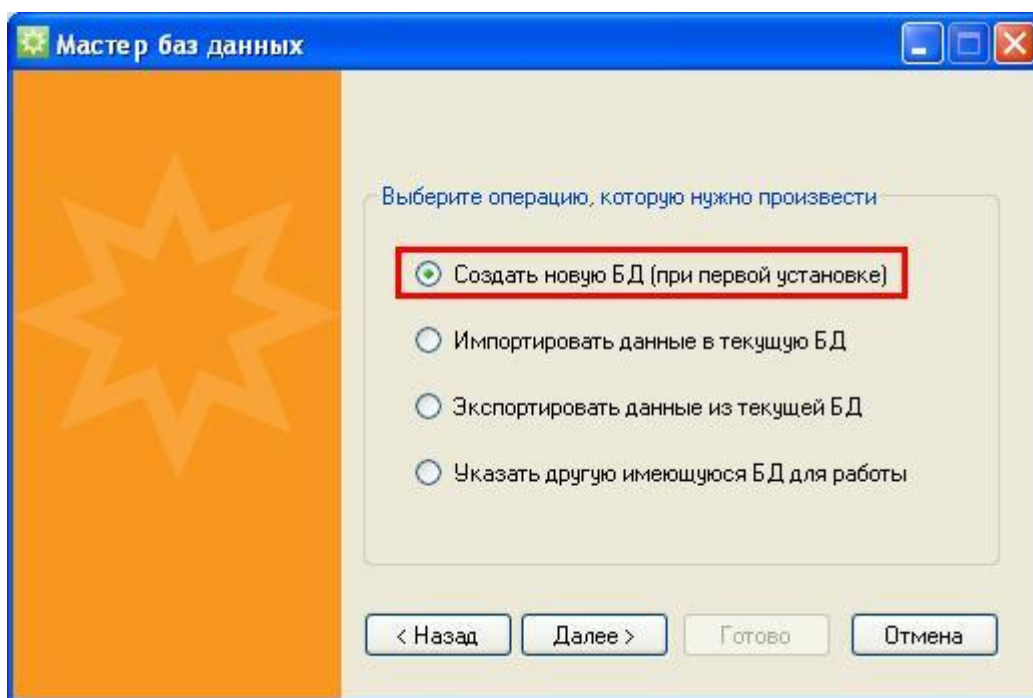 Мастер баз данных
Выберите операцию, которую нужно произвести
Создать новую БД (при первой установке)
Импортировать данные в текущую БД
Экспортировать данные из текущей БД
Указать другую имеющуюся БД для работы
< Назад
Далее >
Готово
Отмена